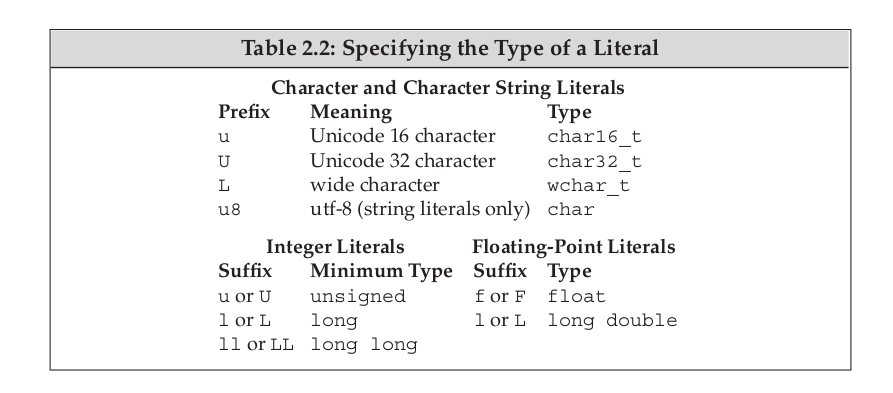 Table 2.2: Specifying the Type of a Literal
Character and Character String Literals
Prefix Meaning Type
u Unicode 16 character char16_t
U Unicode 32 character char32_t
L wide character wchar_t
u8 utf-8 (string literals only) char
Integer Literals Floating-Point Literals
Suffix Minimum Type Suffix Type
u or U unsigned f or F float
l or L long l or L long double
ll or LL long long